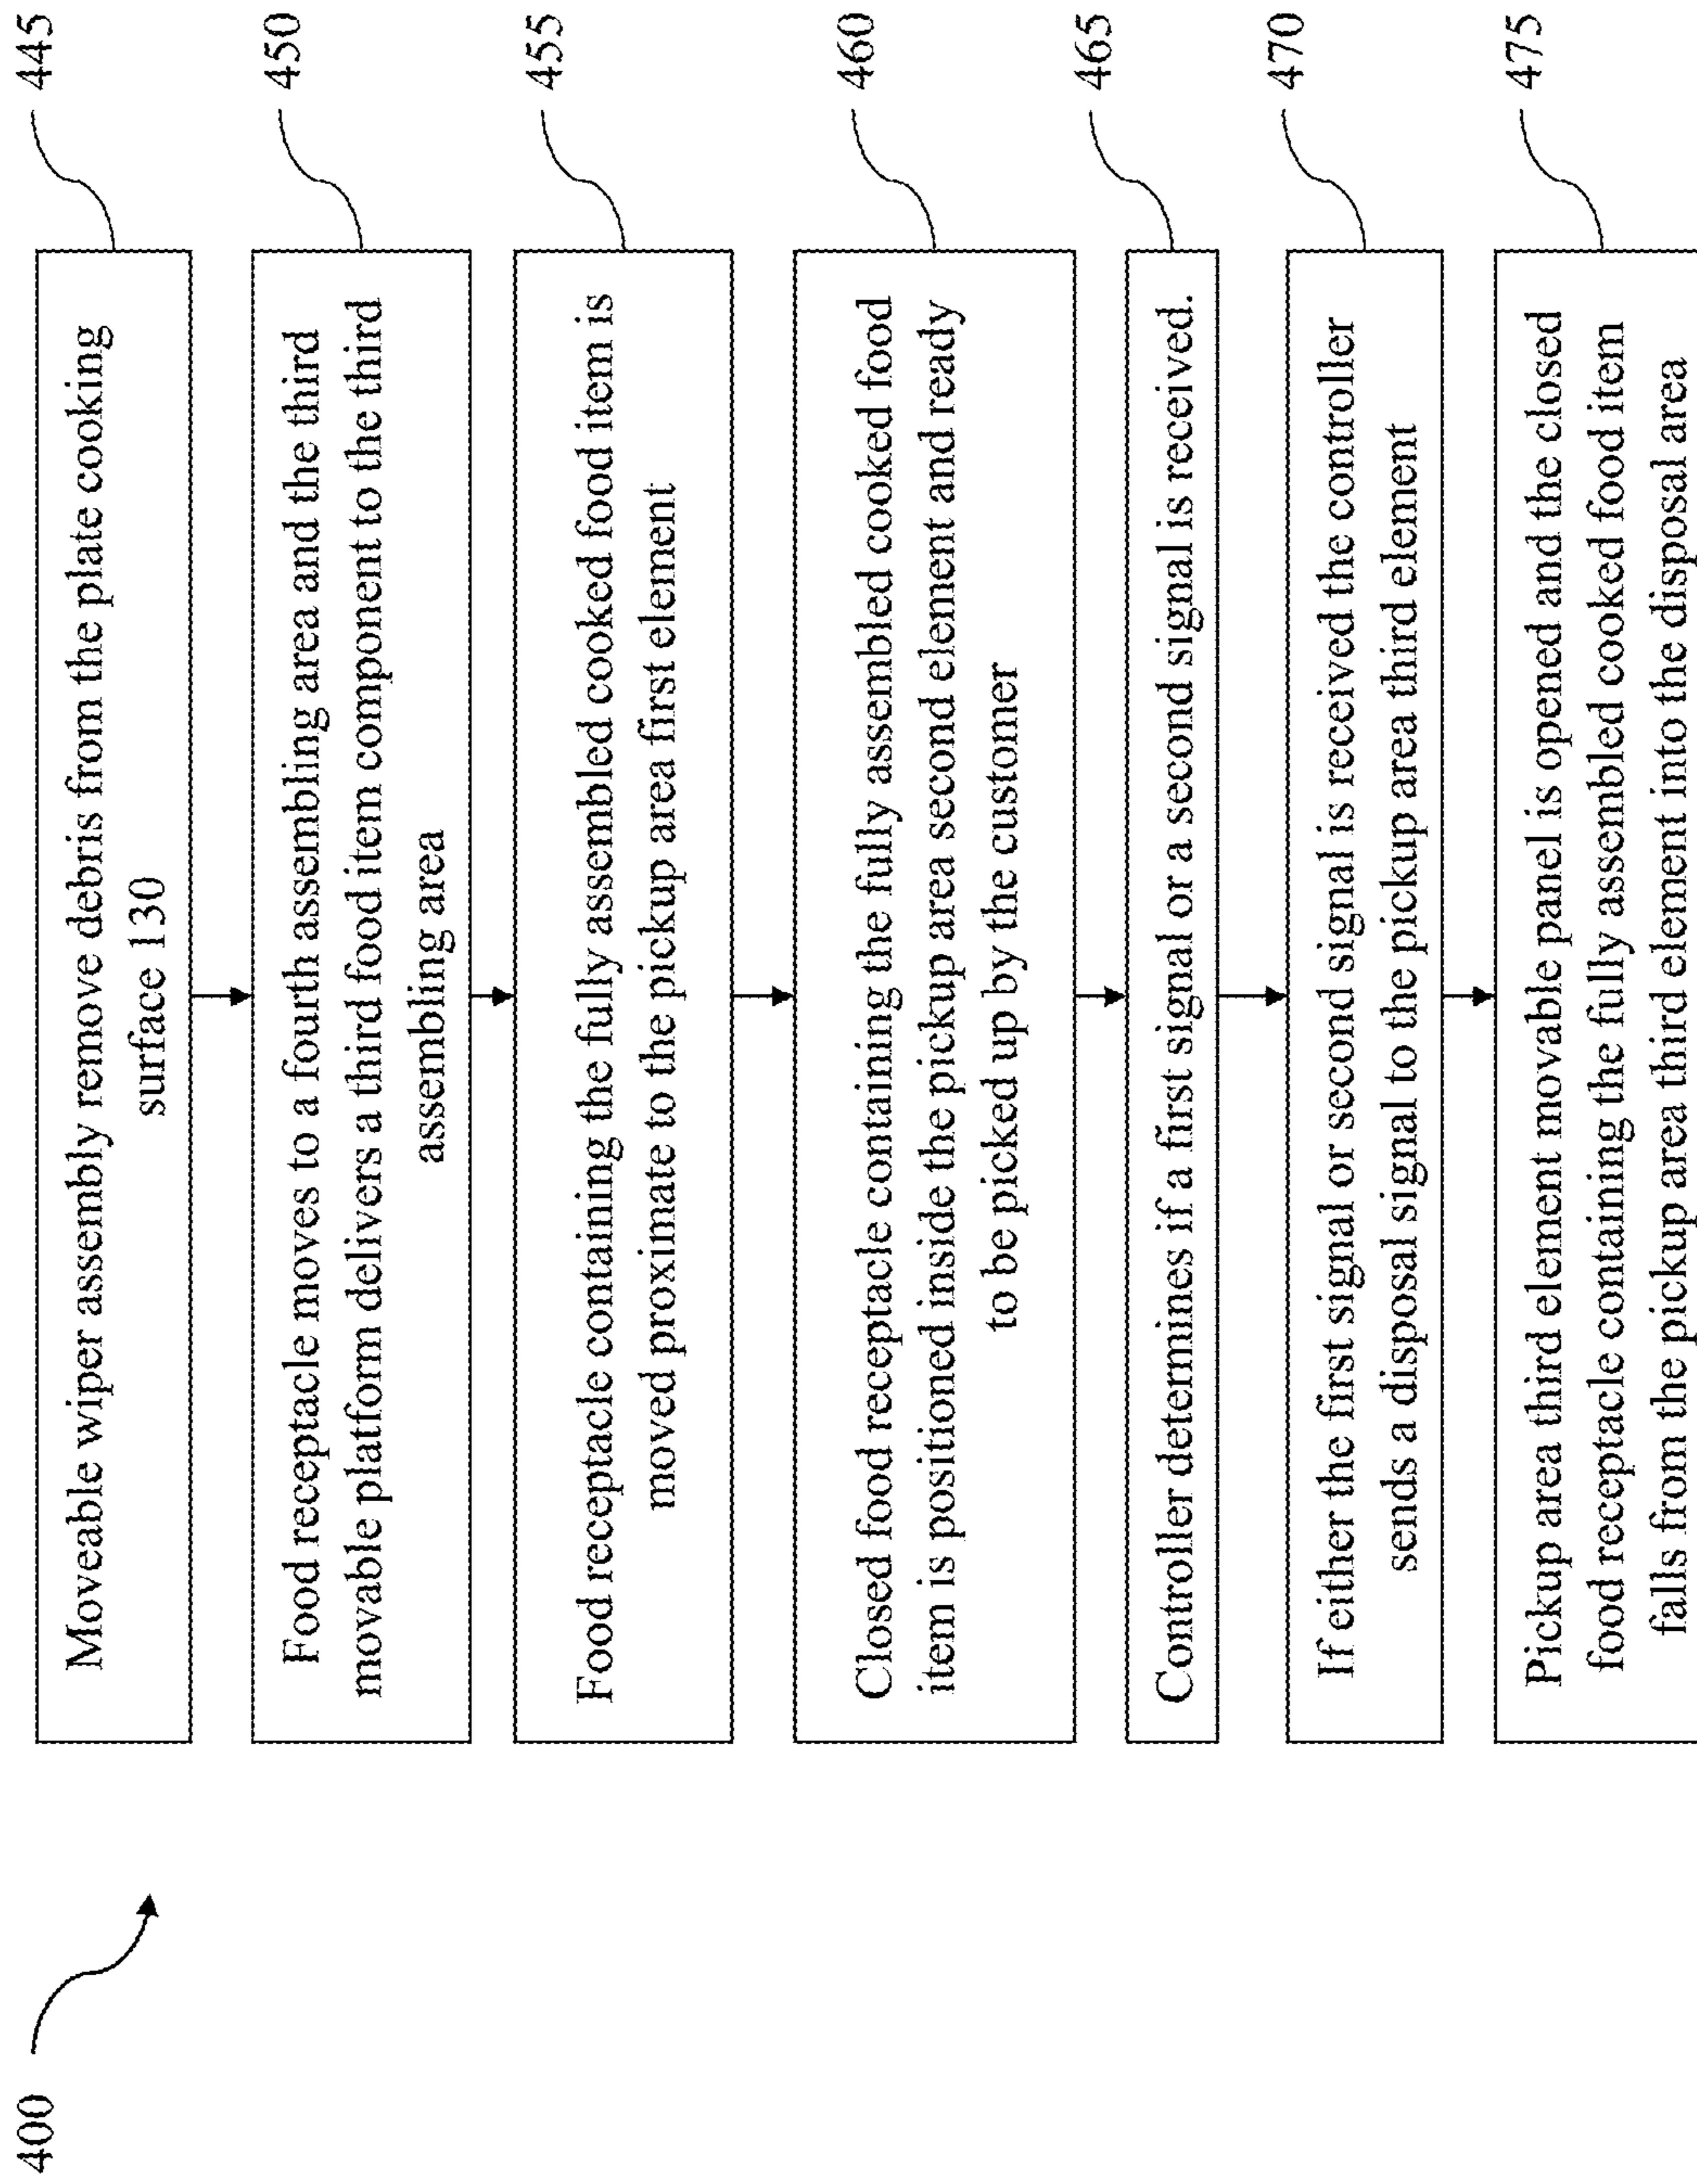 400
Moveable wiper assembly remove debris from the plate cooking
surface 130
445
Food receptacle moves to a fourth assembling area and the third
movable platform delivers a third food item component to the third
assembling area
450
Food receptacle containing the fully assembled cooked food item is
moved proximate to the pickup area first element
455
Closed food receptacle containing the fully assembled cooked food
item is positioned inside the pickup area second element and ready
to be picked up by the customer
460
Controller determines if a first signal or a second signal is received.
465
If either the first signal or second signal is received the controller
sends a disposal signal to the pickup area third element
470
Pickup area third element movable panel is opened and the closed
food receptacle containing the fully assembled cooked food item
falls from the pickup area third element into the disposal area
475